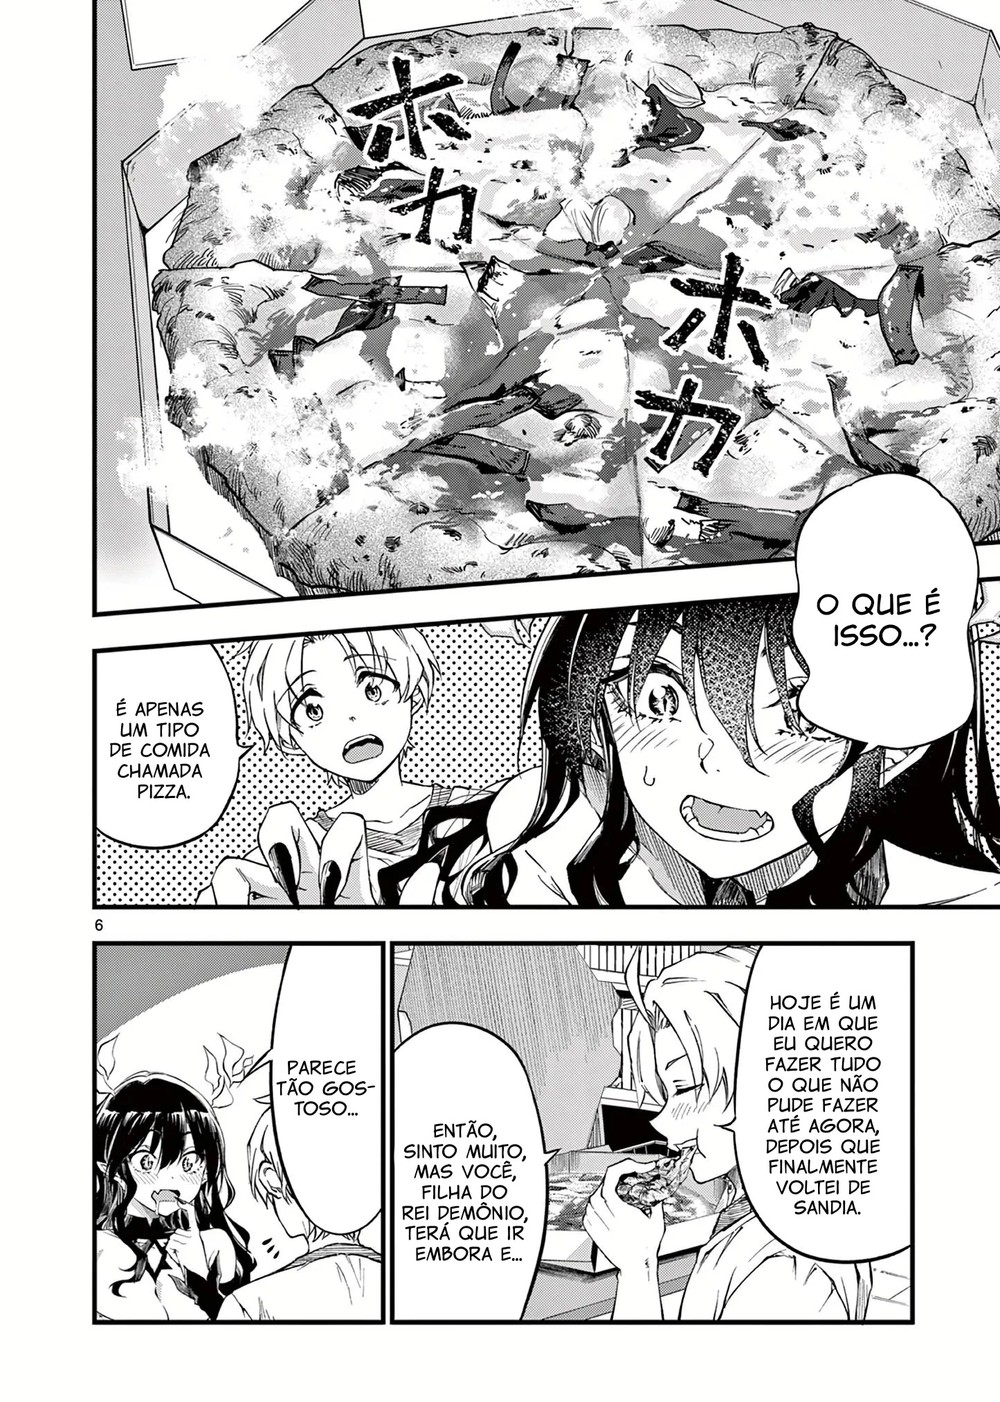 ホカ
ホカ
O QUE É
ISSO...?
É APENAS
UM TIPO
DE COMIDA
CHAMADA
PIZZA.
6
HOJE É UM
DIA EM QUE
EU QUERO
FAZER TUDO
O QUE NÃO
PUDE FAZER
ATÉ AGORA,
DEPOIS QUE
FINALMENTE
VOLTEI DE
SANDIA.
ENTÃO,
SINTO MUITO,
MAS VOCÊ,
FILHA DO
REI DEMÔNIO,
TERÁ QUE IR
EMBORA E...
PARECE
TÃO GOS-
TOSO...